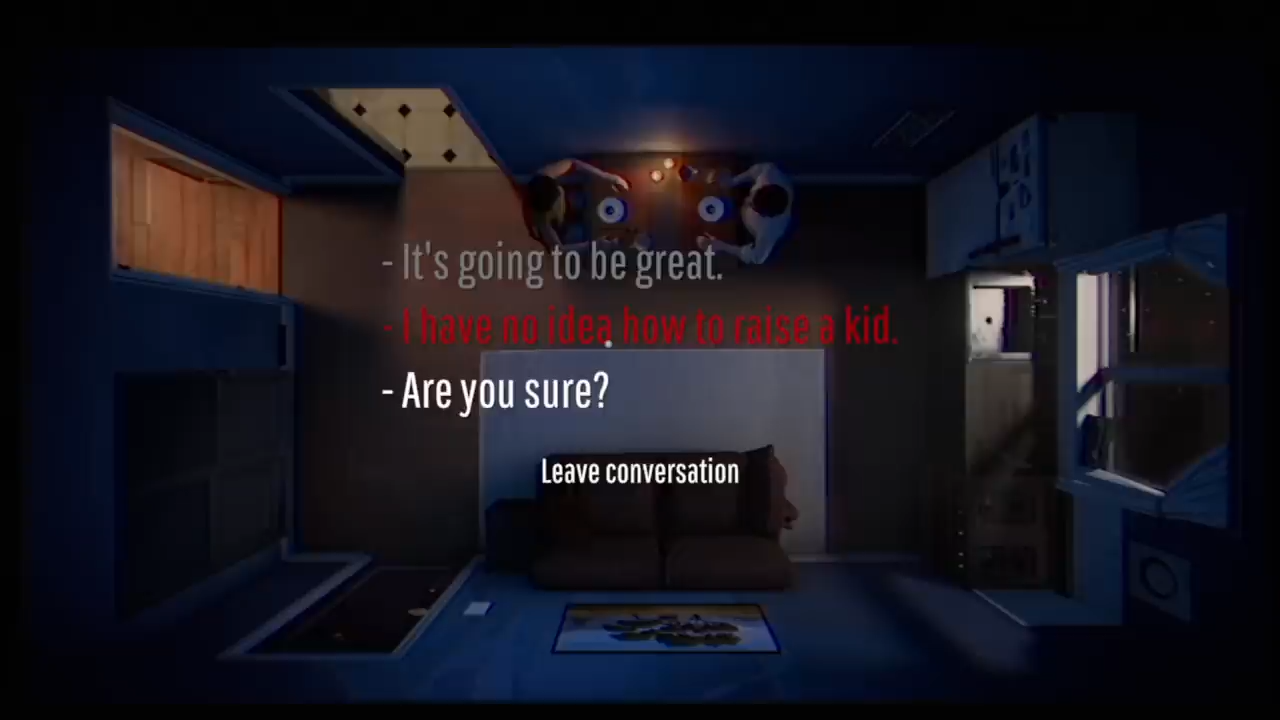 - It's going to be great.
- I have no idea how to raise a kid.
- Are you sure?
Leave conversation